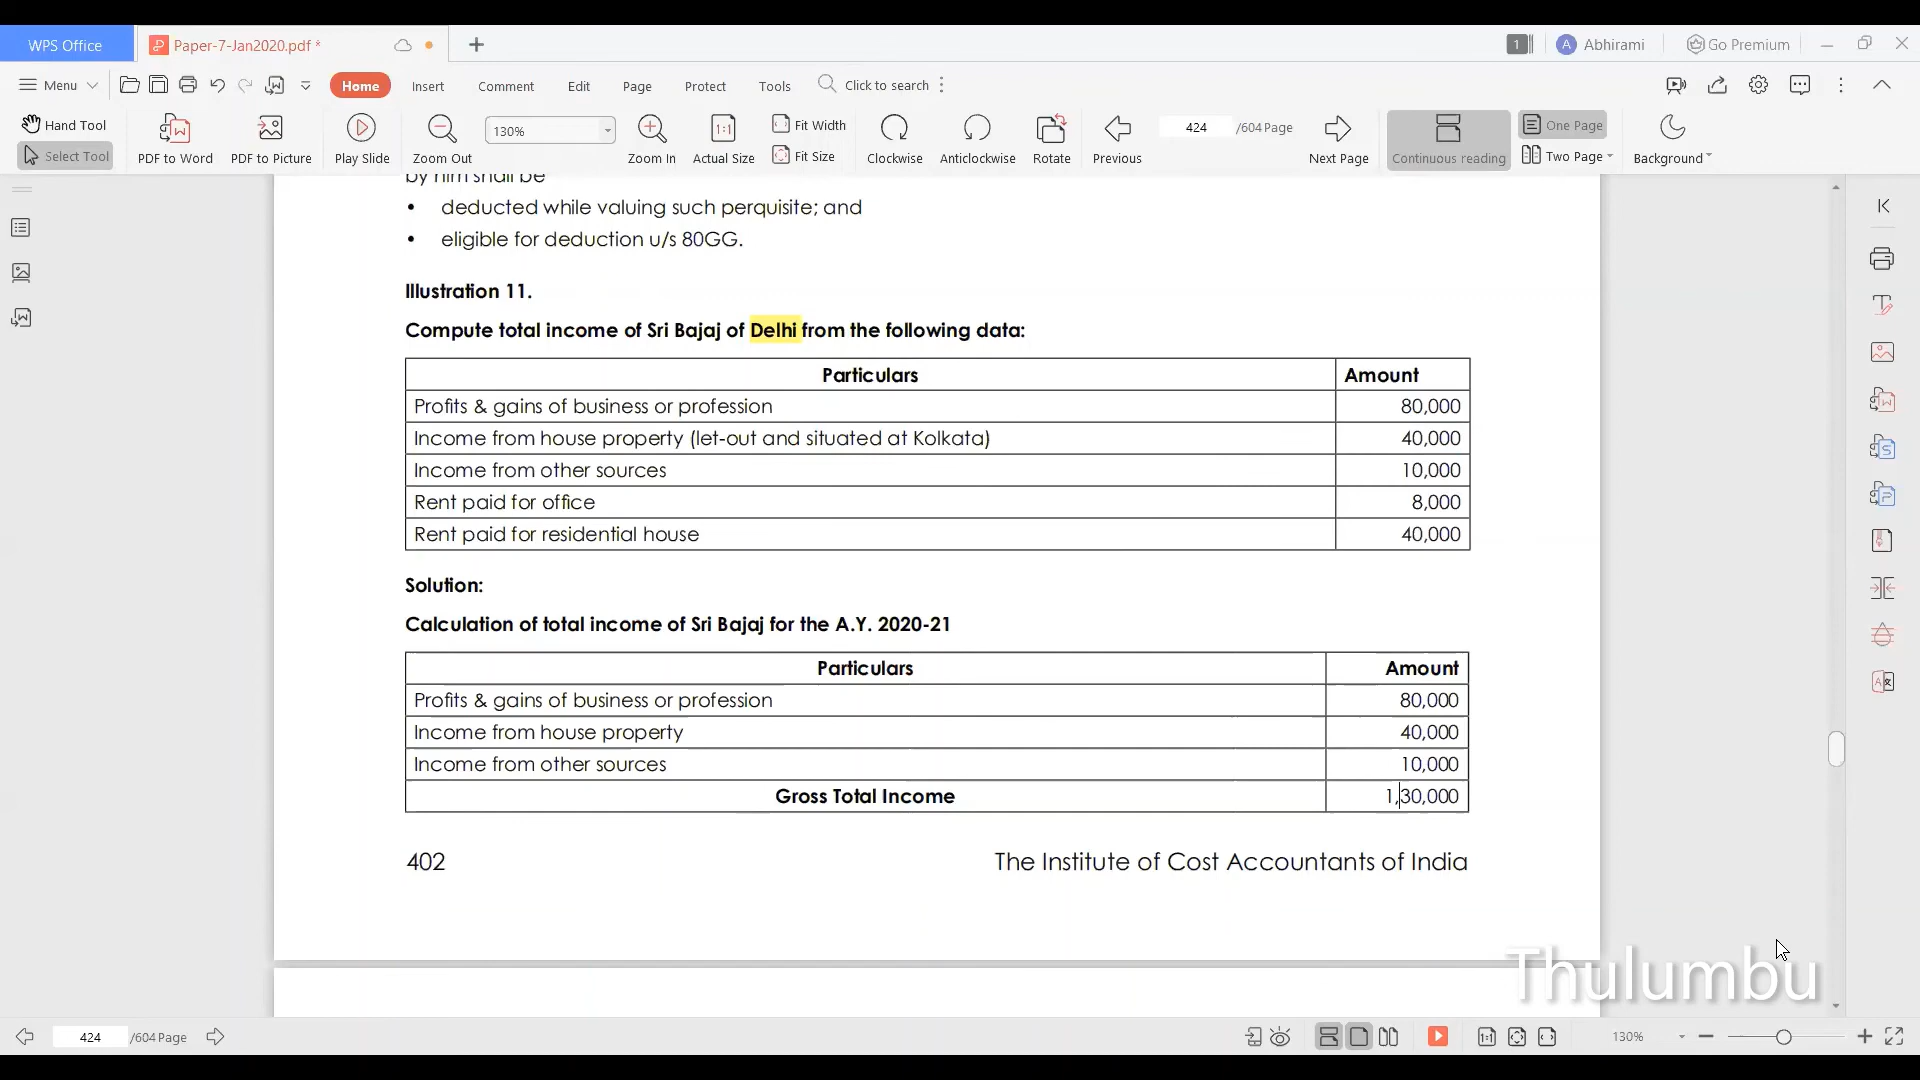 WPS Office
Paper-7-Jan2020.pdf *
1
A Abhirami
Go Premium
Menu
Home
Insert
Comment
Edit
Page
Protect
Tools
Click to search
Hand Tool
Select Tool
PDF to Word
PDF to Picture
Play Slide
Zoom Out
130%
Zoom In
Actual Size
Fit Width
Fit Size
Clockwise
Anticlockwise
Rotate
Previous
424 /604 Page
Next Page
Continuous reading
One Page
Two Page
Background
by him shall be
• deducted while valuing such perquisite; and
• eligible for deduction u/s 80GG.
Illustration 11.
Compute total income of Sri Bajaj of Delhi from the following data:
Particulars Amount
Profits & gains of business or profession 80,000
Income from house property (let-out and situated at Kolkata) 40,000
Income from other sources 10,000
Rent paid for office 8,000
Rent paid for residential house 40,000
Solution:
Calculation of total income of Sri Bajaj for the A.Y. 2020-21
Particulars Amount
Profits & gains of business or profession 80,000
Income from house property 40,000
Income from other sources 10,000
Gross Total Income 1,30,000
402 The Institute of Cost Accountants of India
Thulumbu
424 /604 Page
130%